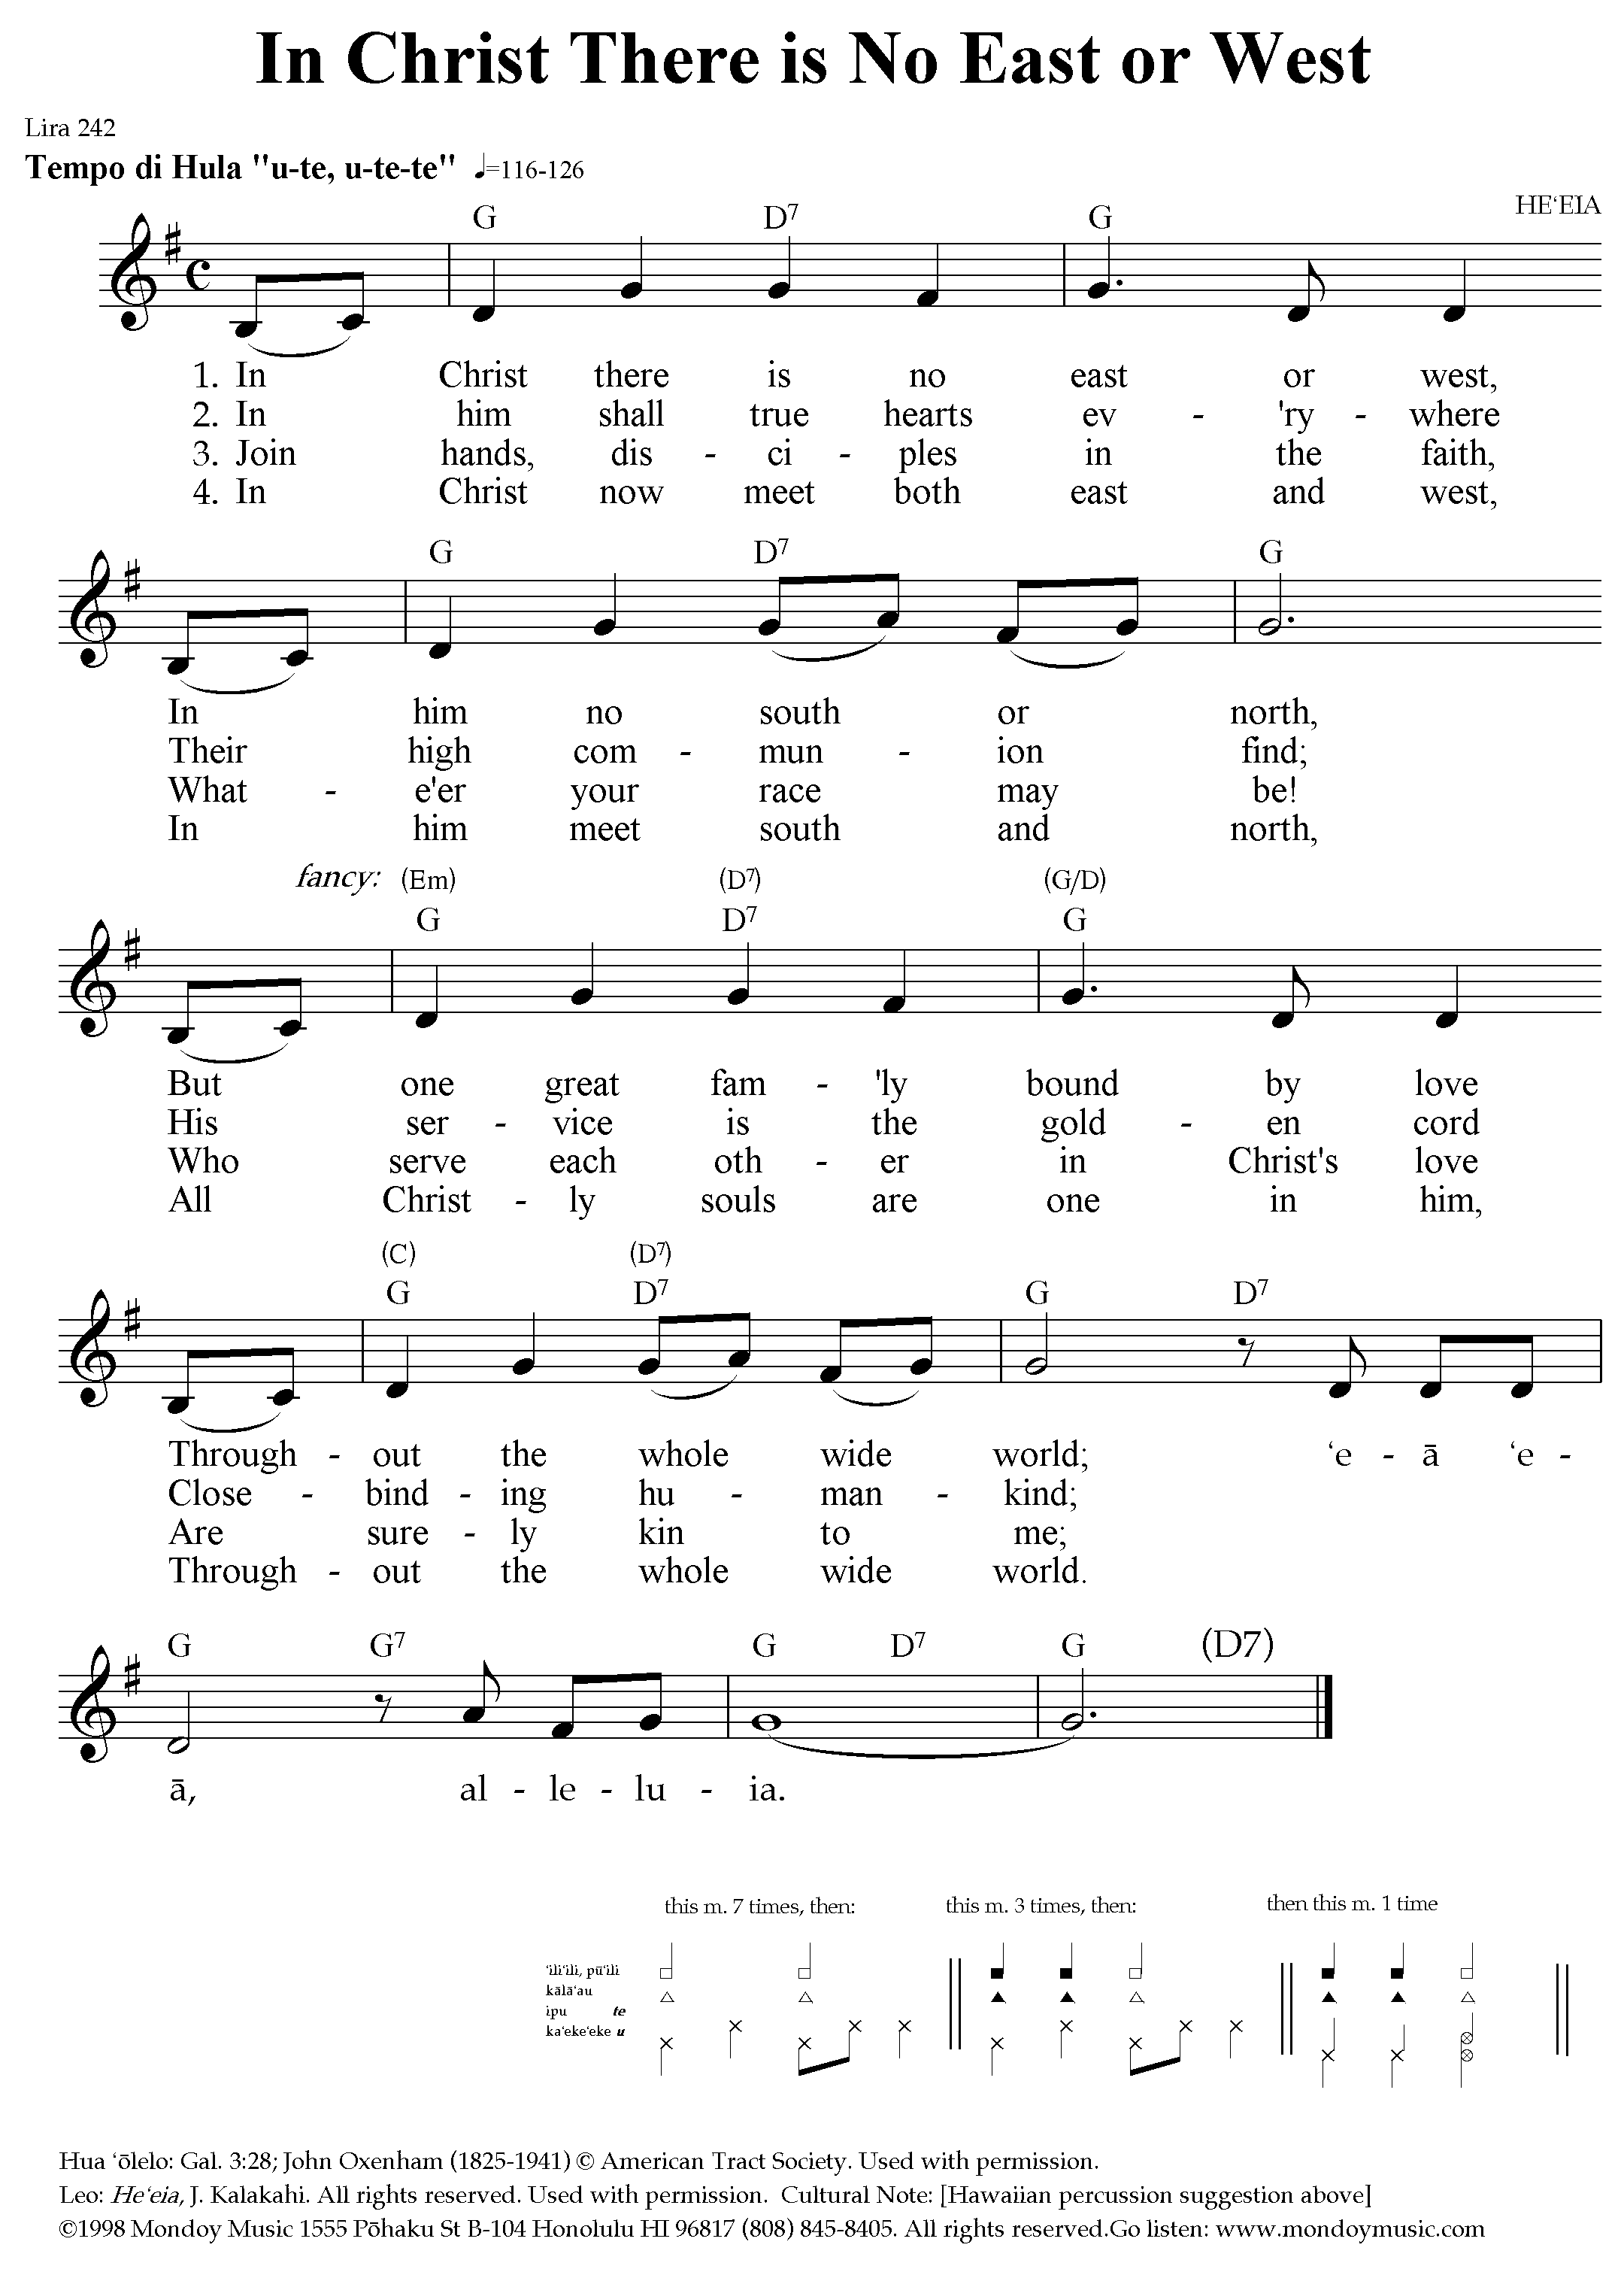 In Christ There is No East or West
Lira 242
Tempo di Hula "u-te, u-te-te" ♩=116-126
HEʻEIA
G D7 G
1. In Christ there is no east or west,
2. In him shall true hearts ev - 'ry - where
3. Join hands, dis - ci - ples in the faith,
4. In Christ now meet both east and west,
G D7 G
In him no south or north,
Their high com - mun - ion find;
What - e'er your race may be!
In him meet south and north,
fancy: (Em) (D7) (G/D)
G D7 G
But one great fam - 'ly bound by love
His ser - vice is the gold - en cord
Who serve each oth - er in Christ's love
All Christ - ly souls are one in him,
(C) (D7)
G D7 G D7
Through - out the whole wide world; ʻe - ā ʻe -
Close - bind - ing hu - man - kind;
Are sure - ly kin to me;
Through - out the whole wide world.
G G7 G D7 G (D7)
ā, al - le - lu - ia.
this m. 7 times, then: this m. 3 times, then: then this m. 1 time
ʻiliʻili, pūʻili
kālāʻau
ipu te
kaʻekeʻeke u
Hua ʻōlelo: Gal. 3:28; John Oxenham (1825-1941) © American Tract Society. Used with permission.
Leo: Heʻeia, J. Kalakahi. All rights reserved. Used with permission. Cultural Note: [Hawaiian percussion suggestion above]
©1998 Mondoy Music 1555 Pōhaku St B-104 Honolulu HI 96817 (808) 845-8405. All rights reserved.Go listen: www.mondoymusic.com